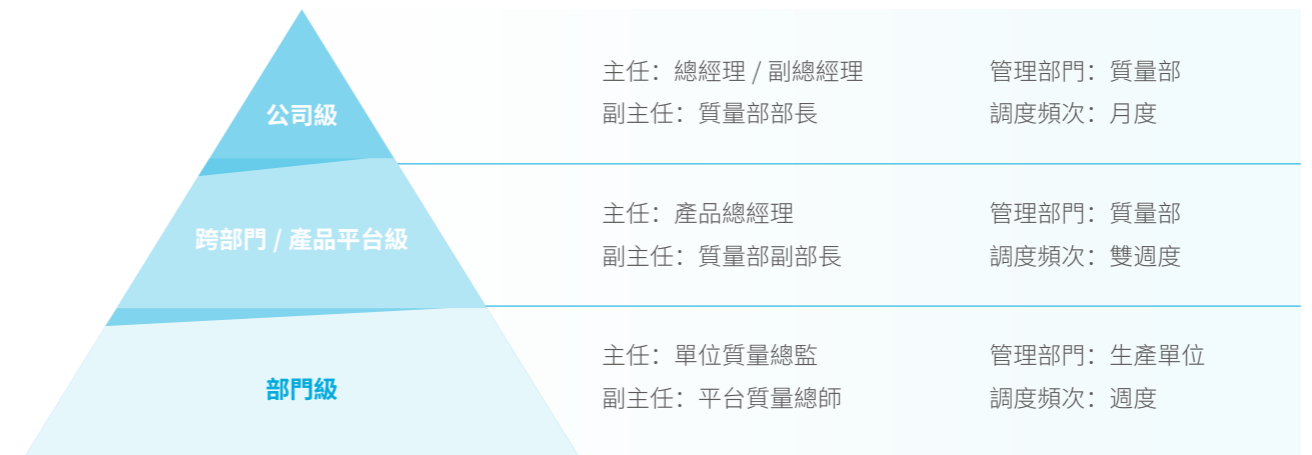 公司級
主任：總經理 / 副總經理
管理部門：質量部
副主任：質量部部長
調度頻次：月度
跨部門 / 產品平台級
主任：產品總經理
管理部門：質量部
副主任：質量部副部長
調度頻次：雙週度
部門級
主任：單位質量總監
管理部門：生產單位
副主任：平台質量總師
調度頻次：週度